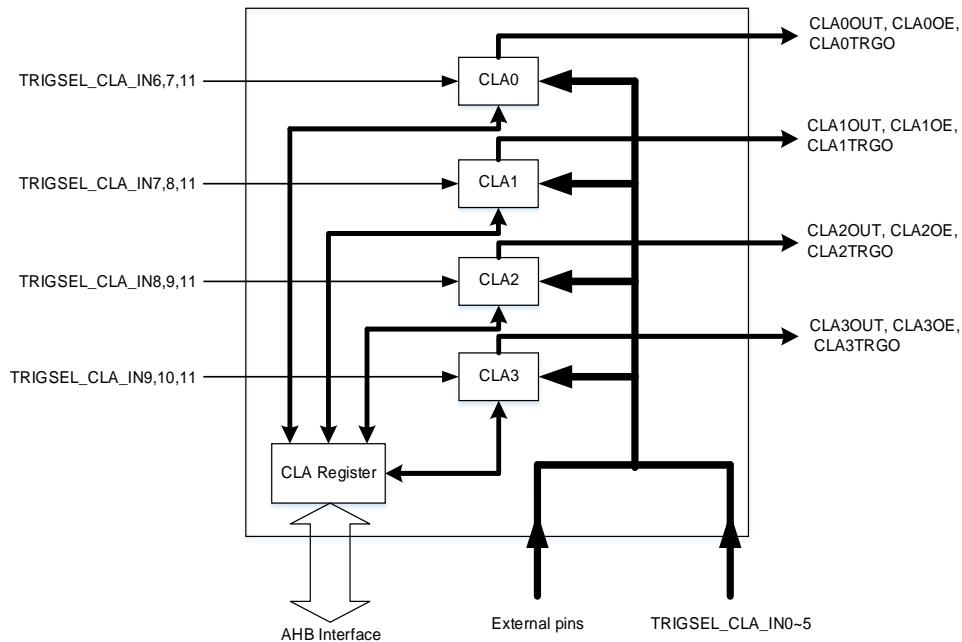 CLA0OUT, CLA0OE,
CLA0TRGO
TRIGSEL_CLA_IN6,7,11
CLA0
CLA1OUT, CLA1OE,
CLA1TRGO
TRIGSEL_CLA_IN7,8,11
CLA1
CLA2OUT, CLA2OE,
CLA2TRGO
TRIGSEL_CLA_IN8,9,11
CLA2
CLA3OUT, CLA3OE,
CLA3TRGO
TRIGSEL_CLA_IN9,10,11
CLA3
CLA Register
AHB Interface
External pins
TRIGSEL_CLA_IN0~5